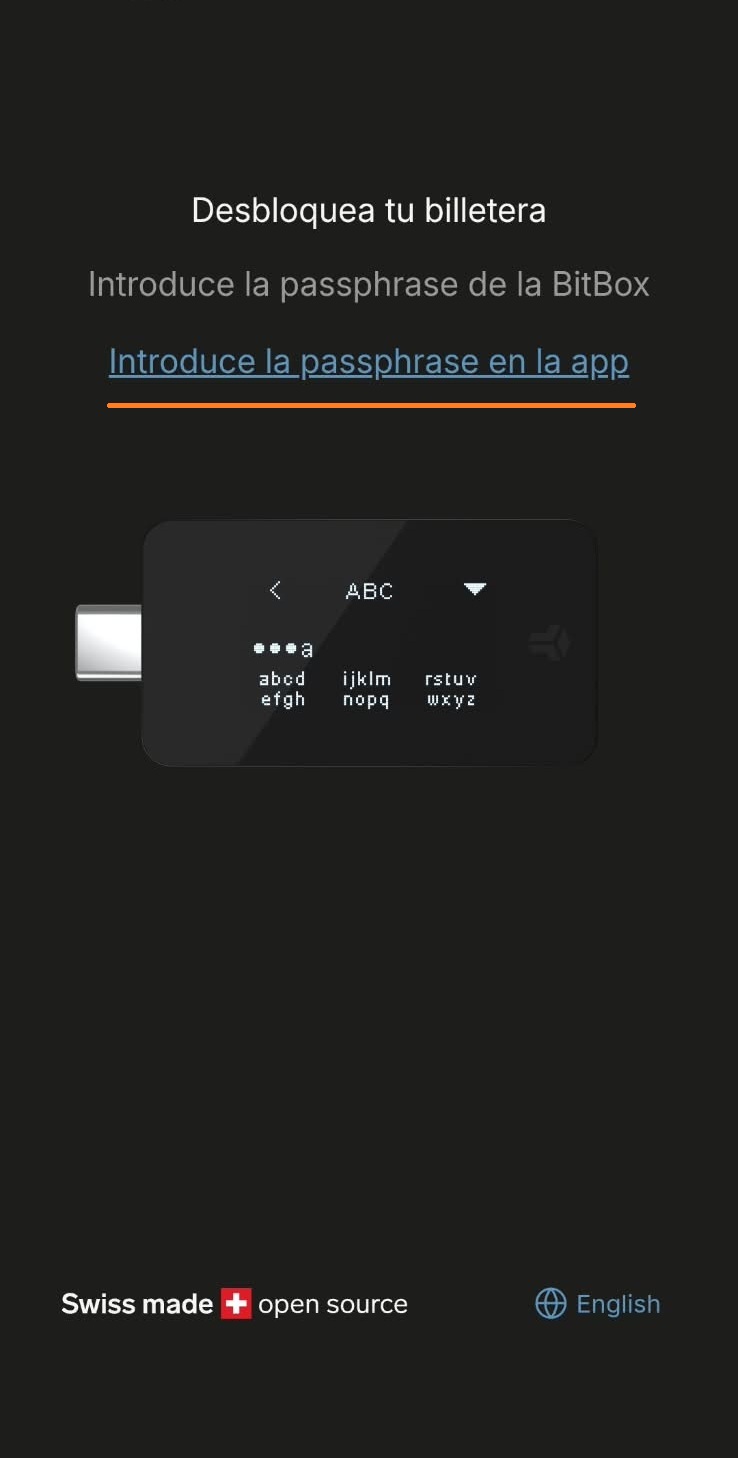 Desbloquea tu billetera
Introduce la passphrase de la BitBox
Introduce la passphrase en la app
< ABC
•••a
abcd ijklm rstuv
efgh nopq wxyz
Swiss made open source
English